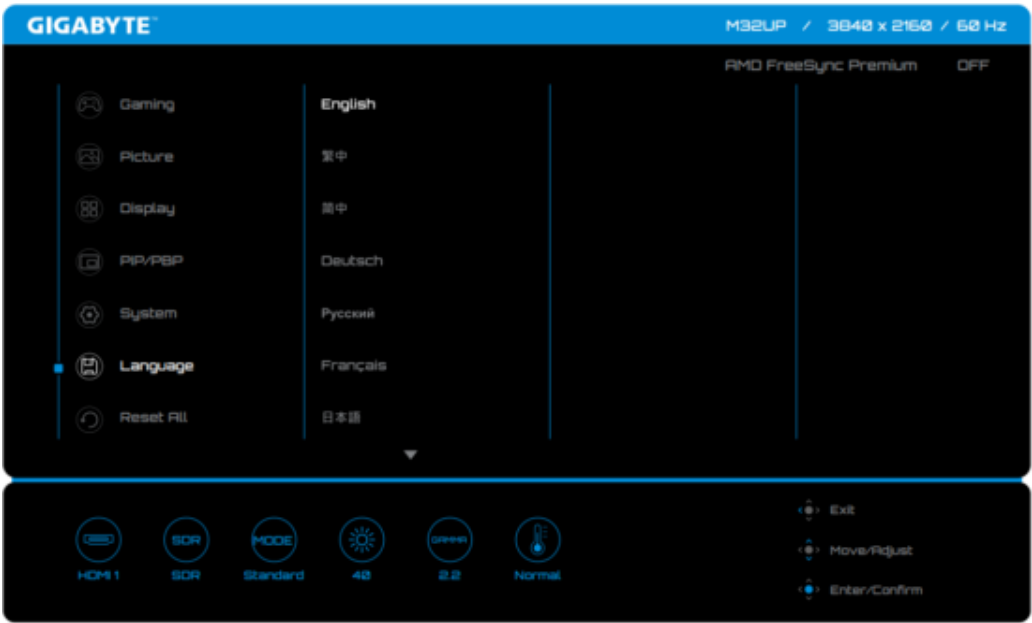 GIGABYTE™
M32UP / 3840 x 2160 / 60 Hz
AMD FreeSync Premium OFF
Gaming
Picture
Display
PIP/PBP
System
Language
Reset All
English
繁中
简中
Deutsch
Русский
Français
日本語
HDMI 1
SDR
SDR
MODE
Standard
40
GAMMA
2.2
Normal
Exit
Move/Adjust
Enter/Confirm